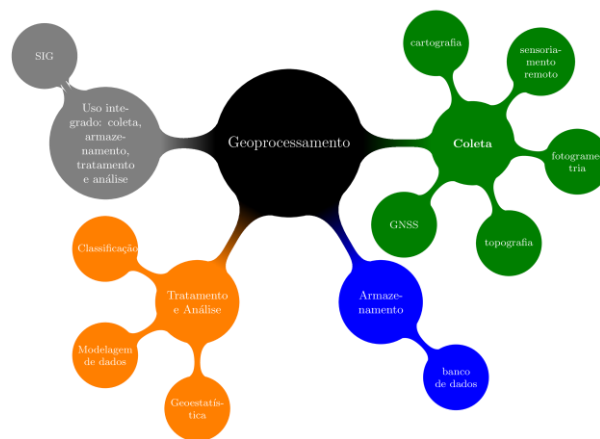 SIG
Uso inte-
grado: coleta,
armaze-
namento,
tratamento
e análise
Geoprocessamento
cartografia
sensoria-
mento
remoto
Coleta
fotograme-
tria
GNSS
topografia
Classificação
Tratamento
e Análise
Modelagem
de dados
Geoestatís-
tica
Armaze-
namento
banco
de dados